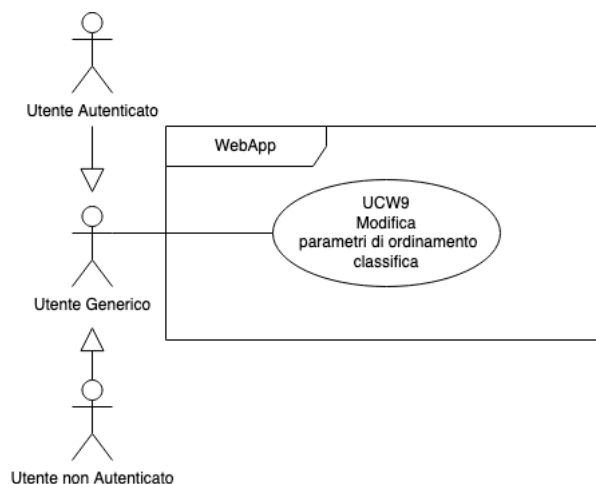 Utente Autenticato
WebApp
UCW9
Modifica
parametri di ordinamento
classifica
Utente Generico
Utente non Autenticato